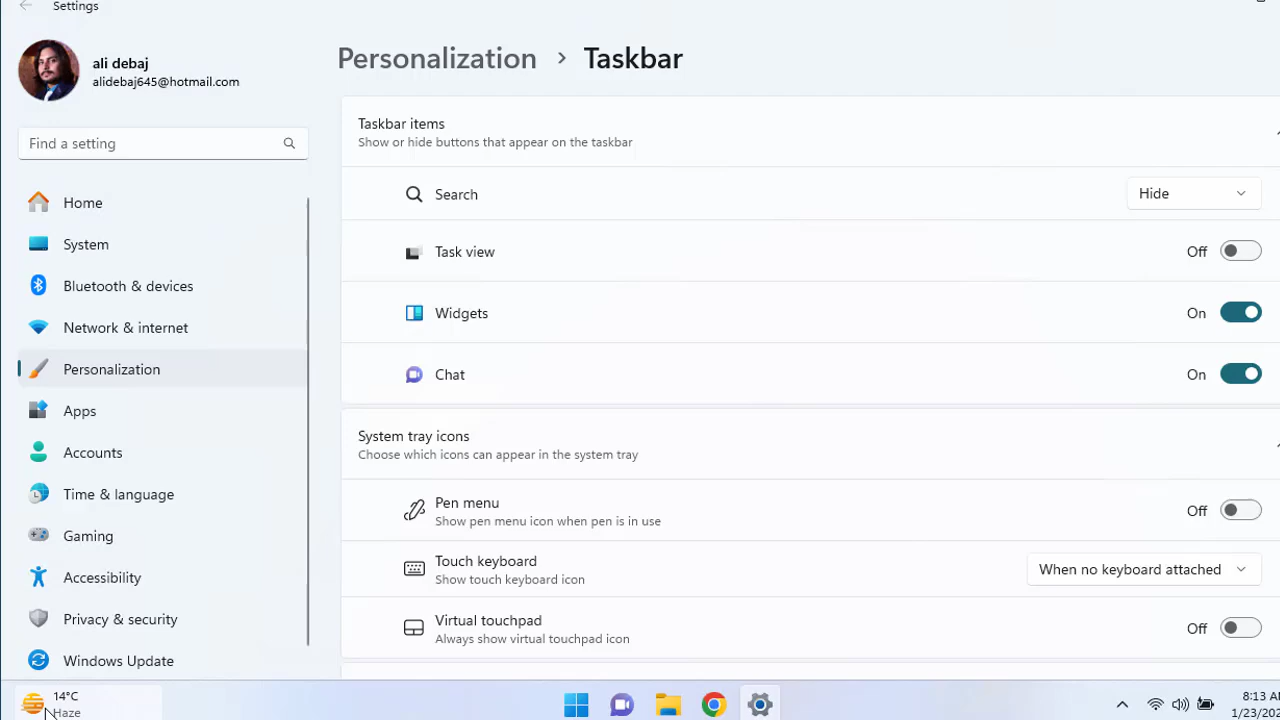 Settings
ali debaj
alidebaj645@hotmail.com
Find a setting
Home
System
Bluetooth & devices
Network & internet
Personalization
Apps
Accounts
Time & language
Gaming
Accessibility
Privacy & security
Windows Update
Personalization > Taskbar
Taskbar items
Show or hide buttons that appear on the taskbar
Search
Hide
Task view
Off
Widgets
On
Chat
On
System tray icons
Choose which icons can appear in the system tray
Pen menu
Show pen menu icon when pen is in use
Off
Touch keyboard
Show touch keyboard icon
When no keyboard attached
Virtual touchpad
Always show virtual touchpad icon
Off
14°C
Haze
8:13 A
1/23/202